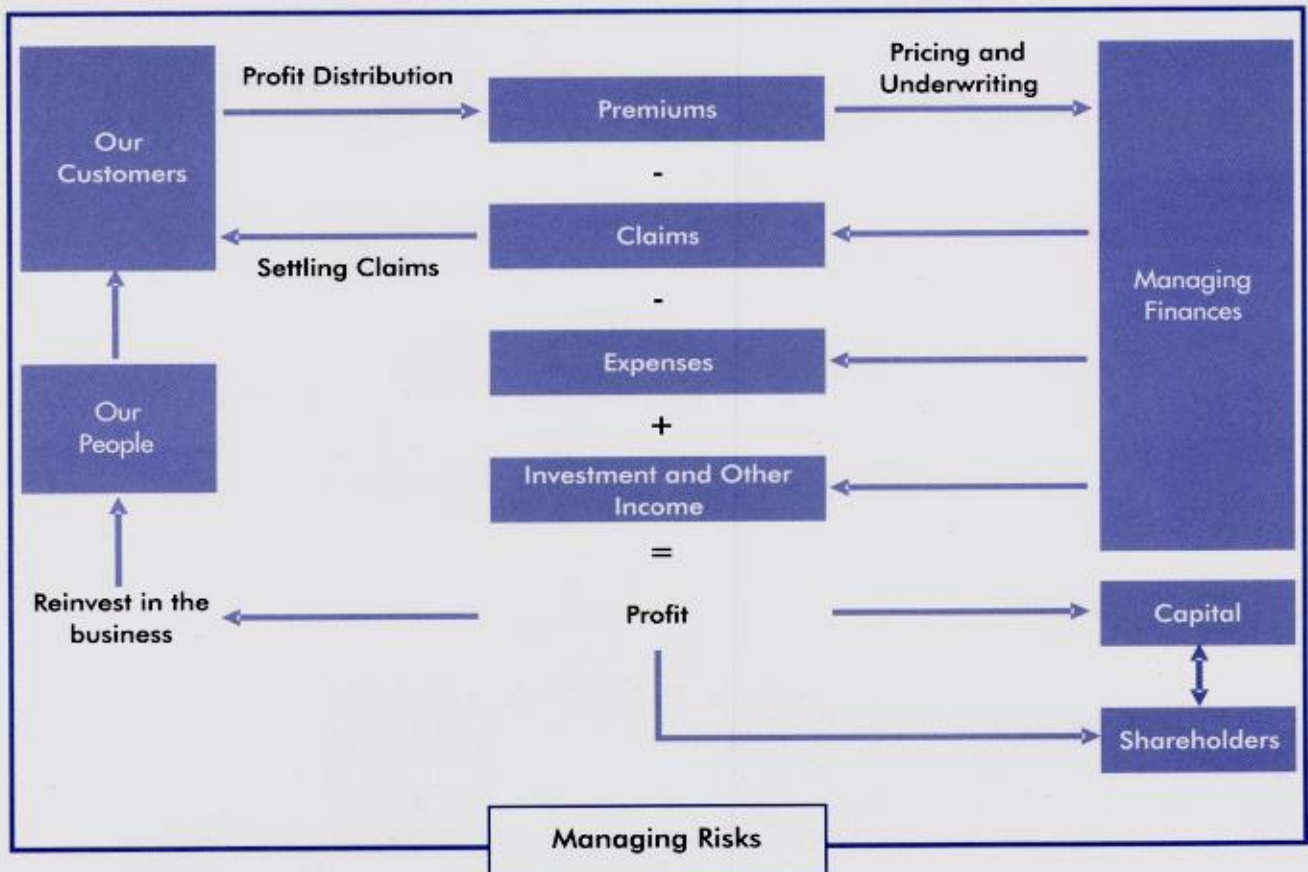 Our
Customers
Profit Distribution
Premiums
Pricing and
Underwriting
-
Settling Claims
Claims
-
Managing
Finances
Expenses
+
Our
People
Investment and Other
Income
=
Reinvest in the
business
Profit
Capital
Shareholders
Managing Risks